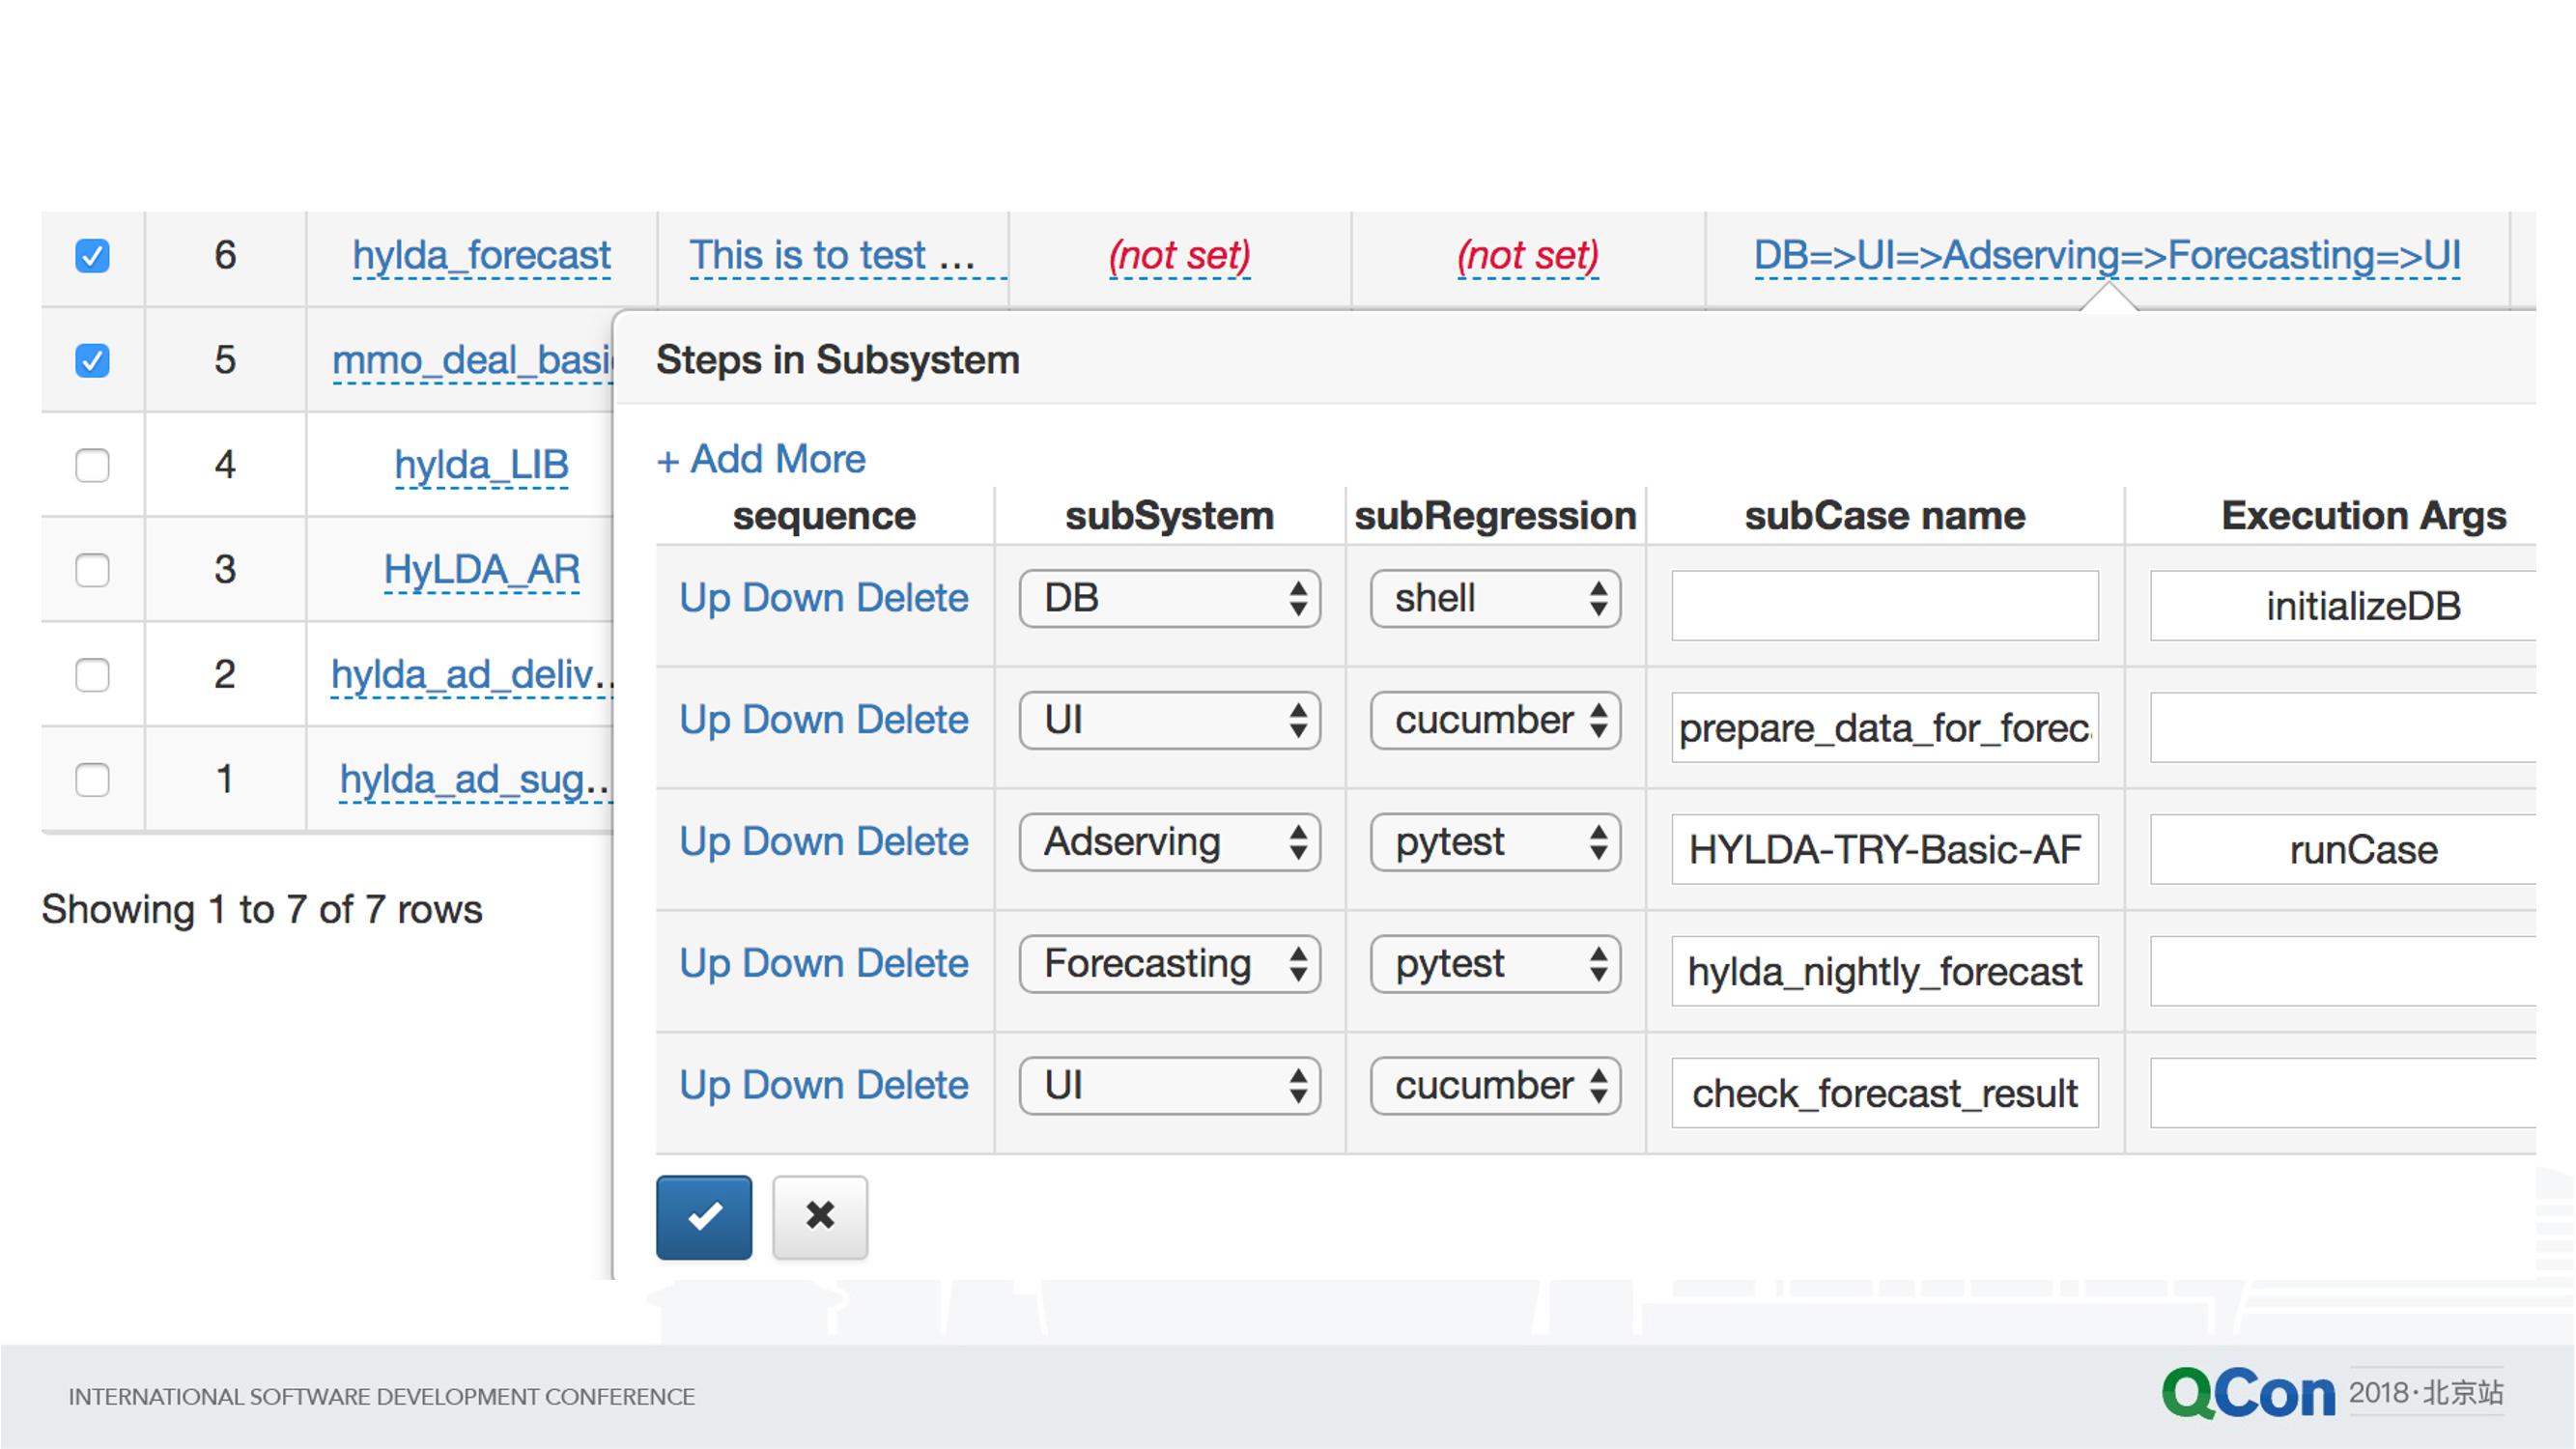 6 hylda_forecast This is to test ... (not set) (not set) DB=>UI=>Adserving=>Forecasting=>UI
5 mmo_deal_basi
4 hylda_LIB
3 HyLDA_AR
2 hylda_ad_deliv..
1 hylda_ad_sug..
Showing 1 to 7 of 7 rows
Steps in Subsystem
+ Add More
sequence subSystem subRegression subCase name Execution Args
Up Down Delete DB shell initializeDB
Up Down Delete UI cucumber prepare_data_for_forec
Up Down Delete Adserving pytest HYLDA-TRY-Basic-AF runCase
Up Down Delete Forecasting pytest hylda_nightly_forecast
Up Down Delete UI cucumber check_forecast_result
INTERNATIONAL SOFTWARE DEVELOPMENT CONFERENCE
QCon 2018·北京站